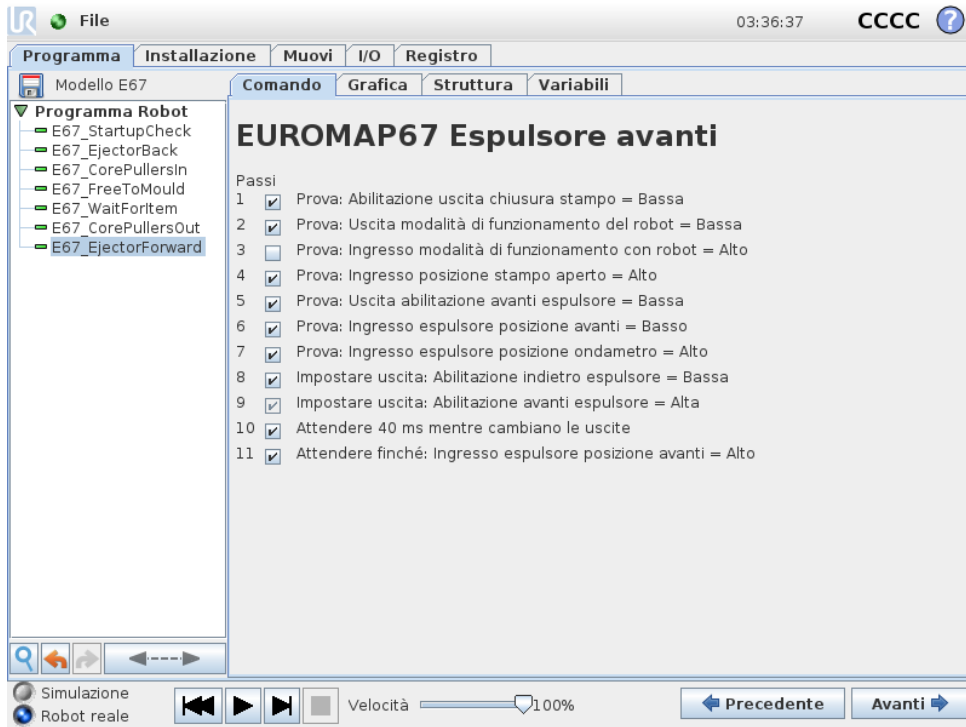 UR File 03:36:37 CCCC ?
Programma Installazione Muovi I/O Registro
Modello E67 Comando Grafica Struttura Variabili
Programma Robot
E67_StartupCheck
E67_EjectorBack
E67_CorePullersIn
E67_FreeToMould
E67_WaitForItem
E67_CorePullersOut
E67_EjectorForward
EUROMAP67 Espulsore avanti
Passi
1 Prova: Abilitazione uscita chiusura stampo = Bassa
2 Prova: Uscita modalità di funzionamento del robot = Bassa
3 Prova: Ingresso modalità di funzionamento con robot = Alto
4 Prova: Ingresso posizione stampo aperto = Alto
5 Prova: Uscita abilitazione avanti espulsore = Bassa
6 Prova: Ingresso espulsore posizione avanti = Basso
7 Prova: Ingresso espulsore posizione ondametro = Alto
8 Impostare uscita: Abilitazione indietro espulsore = Bassa
9 Impostare uscita: Abilitazione avanti espulsore = Alta
10 Attendere 40 ms mentre cambiano le uscite
11 Attendere finché: Ingresso espulsore posizione avanti = Alto
Simulazione
Robot reale
Velocità 100%
Precedente Avanti